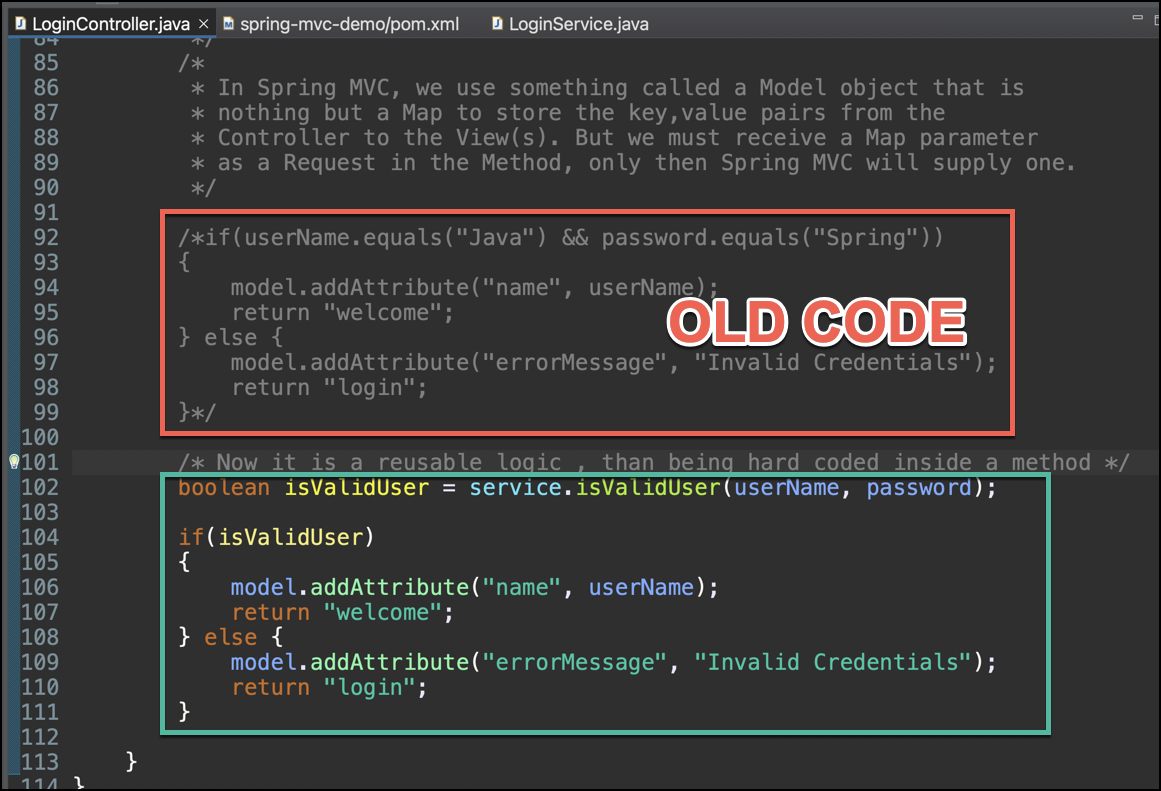 LoginController.java spring-mvc-demo/pom.xml LoginService.java
84 */
85 /*
86 * In Spring MVC, we use something called a Model object that is
87 * nothing but a Map to store the key,value pairs from the
88 * Controller to the View(s). But we must receive a Map parameter
89 * as a Request in the Method, only then Spring MVC will supply one.
90 */
91
92 /*if(userName.equals("Java") && password.equals("Spring"))
93 {
94 model.addAttribute("name", userName);
95 return "welcome";
OLD CODE
96 } else {
97 model.addAttribute("errorMessage", "Invalid Credentials");
98 return "login";
99 }*/
100
101 /* Now it is a reusable logic , than being hard coded inside a method */
102 boolean isValidUser = service.isValidUser(userName, password);
103
104 if(isValidUser)
105 {
106 model.addAttribute("name", userName);
107 return "welcome";
108 } else {
109 model.addAttribute("errorMessage", "Invalid Credentials");
110 return "login";
111 }
112
113 }
114 }